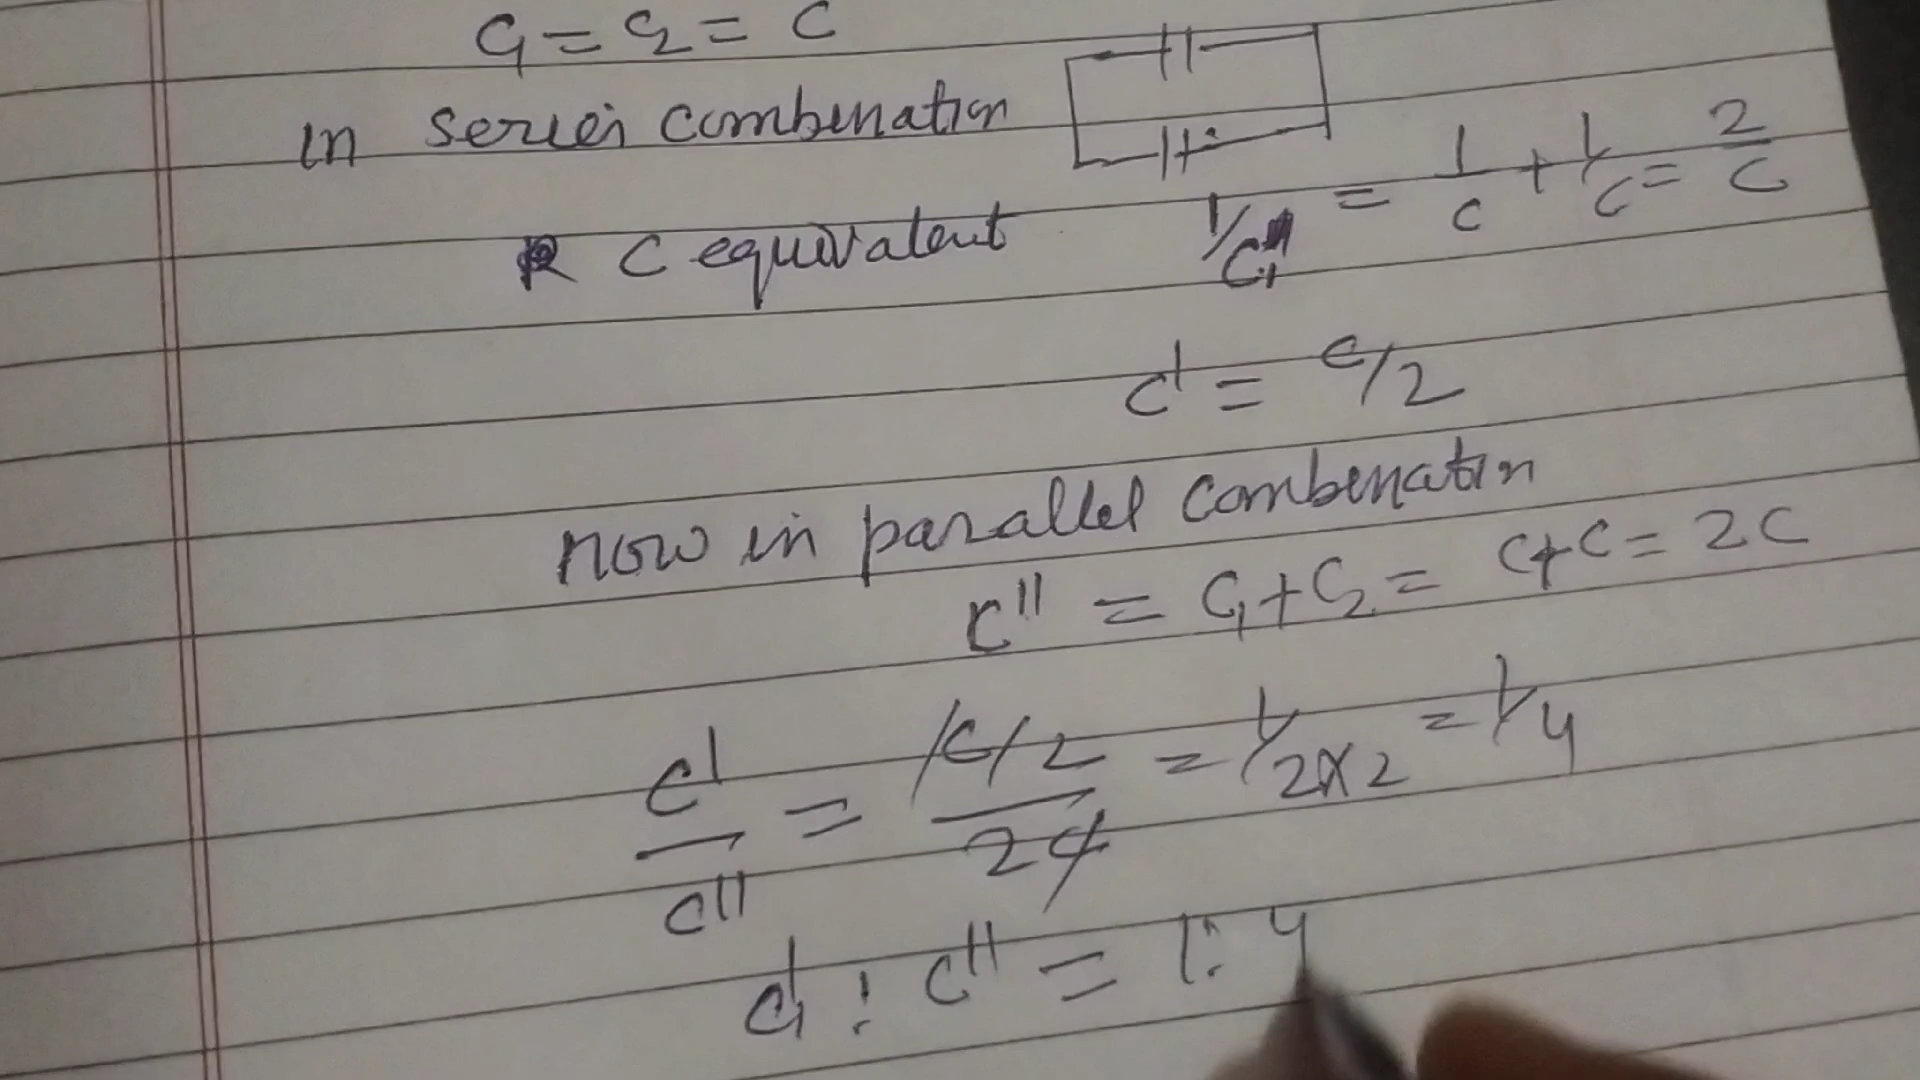 C1 = C2 = C
in series combination
C equivalent 1/C' = 1/C + 1/C = 2/C
C' = C/2
now in parallel combination
C'' = C1 + C2 = C + C = 2C
C'/C'' = C/2 / 2C = 1/2×2 = 1/4
C' : C'' = 1 : 4